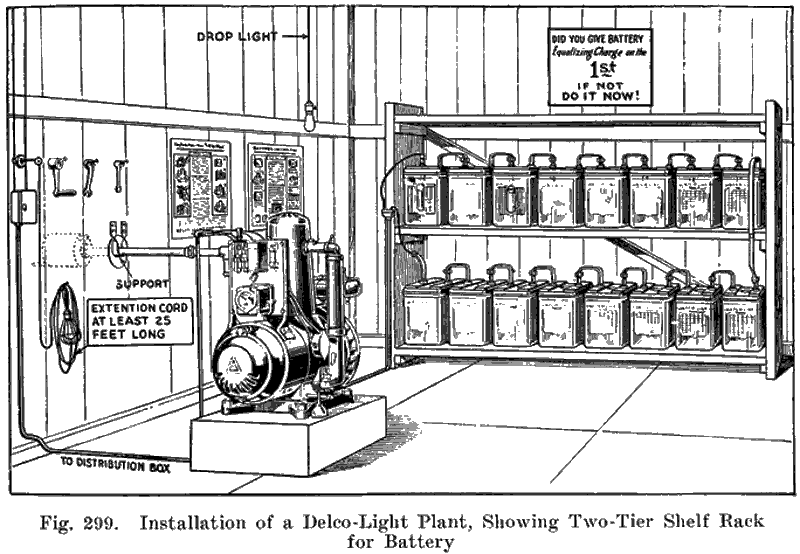 DROP LIGHT
DID YOU GIVE BATTERY
Equalizing Charge on the
1st
IF NOT
DO IT NOW!
SUPPORT
EXTENTION CORD
AT LEAST 25
FEET LONG
TO DISTRIBUTION BOX
Fig. 299. Installation of a Delco-Light Plant, Showing Two-Tier Shelf Rack
for Battery